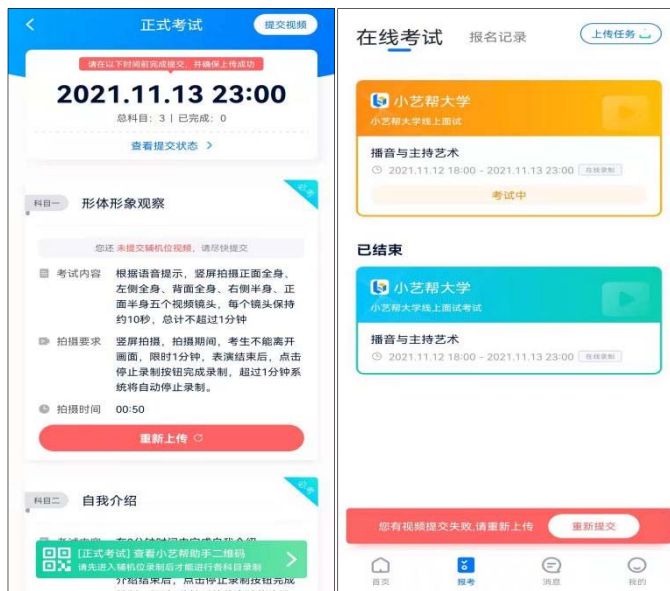 正式考试
提交视频
请在以下时间前完成提交，并确保上传成功
2021.11.13 23:00
总科目：3 | 已完成：0
查看提交状态 >
必考
科目一
形体形象观察
您还 未提交辅机位视频，请尽快提交
考试内容
根据语音提示，竖屏拍摄正面全身、
左侧全身、背面全身、右侧半身、正
面半身五个视频镜头，每个镜头保持
约10秒，总计不超过1分钟
拍摄要求
竖屏拍摄，拍摄期间，考生不能离开
画面，限时1分钟，表演结束后，点击
停止录制按钮完成录制，超过1分钟系
统将自动停止录制。
拍摄时间
00:50
重新上传
必考
科目二
自我介绍
[正式考试] 查看小艺帮助手二维码
请先进入辅机位录制后才能进行各科目录制
介绍结束后，点击停止录制按钮完成
在线考试
报名记录
上传任务
小艺帮大学
小艺帮大学线上面试
播音与主持艺术
2021.11.12 18:00 - 2021.11.13 23:00
在线录制
考试中
已结束
小艺帮大学
小艺帮大学线上面试考试
播音与主持艺术
2021.11.12 18:00 - 2021.11.13 23:00
在线录制
您有视频提交失败,请重新上传
重新提交
首页
报考
消息
我的